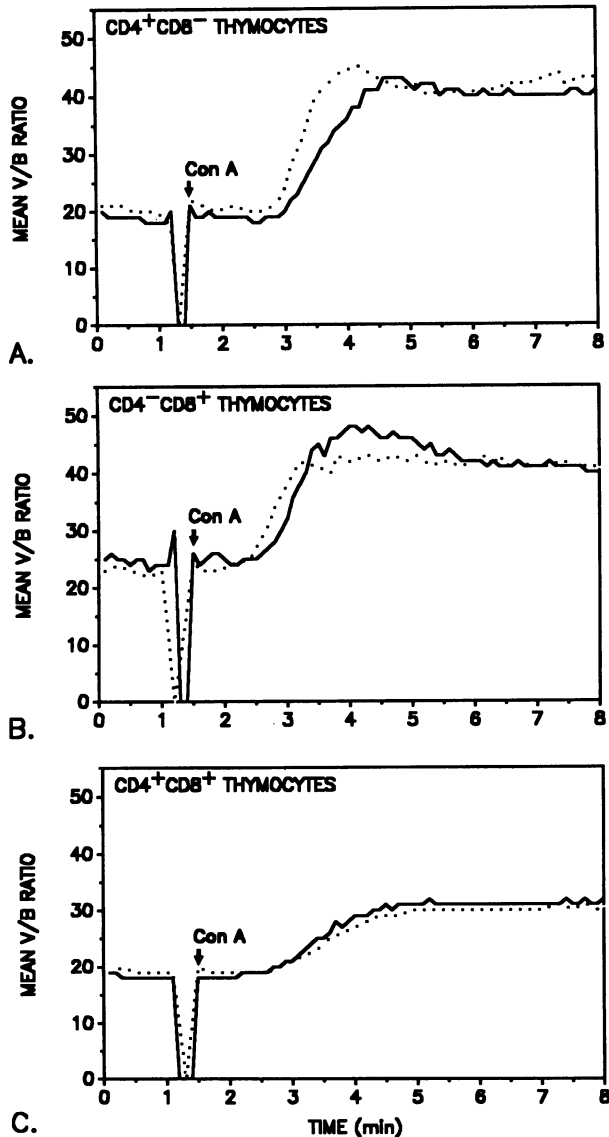 CD4+CD8− THYMOCYTES
50
40
30
20
10
0
MEAN V/B RATIO
Con A
0 1 2 3 4 5 6 7 8
A.
CD4−CD8+ THYMOCYTES
50
40
30
20
10
0
MEAN V/B RATIO
Con A
0 1 2 3 4 5 6 7 8
B.
CD4+CD8+ THYMOCYTES
50
40
30
20
10
0
MEAN V/B RATIO
Con A
0 1 2 3 4 5 6 7 8
C.
TIME (min)